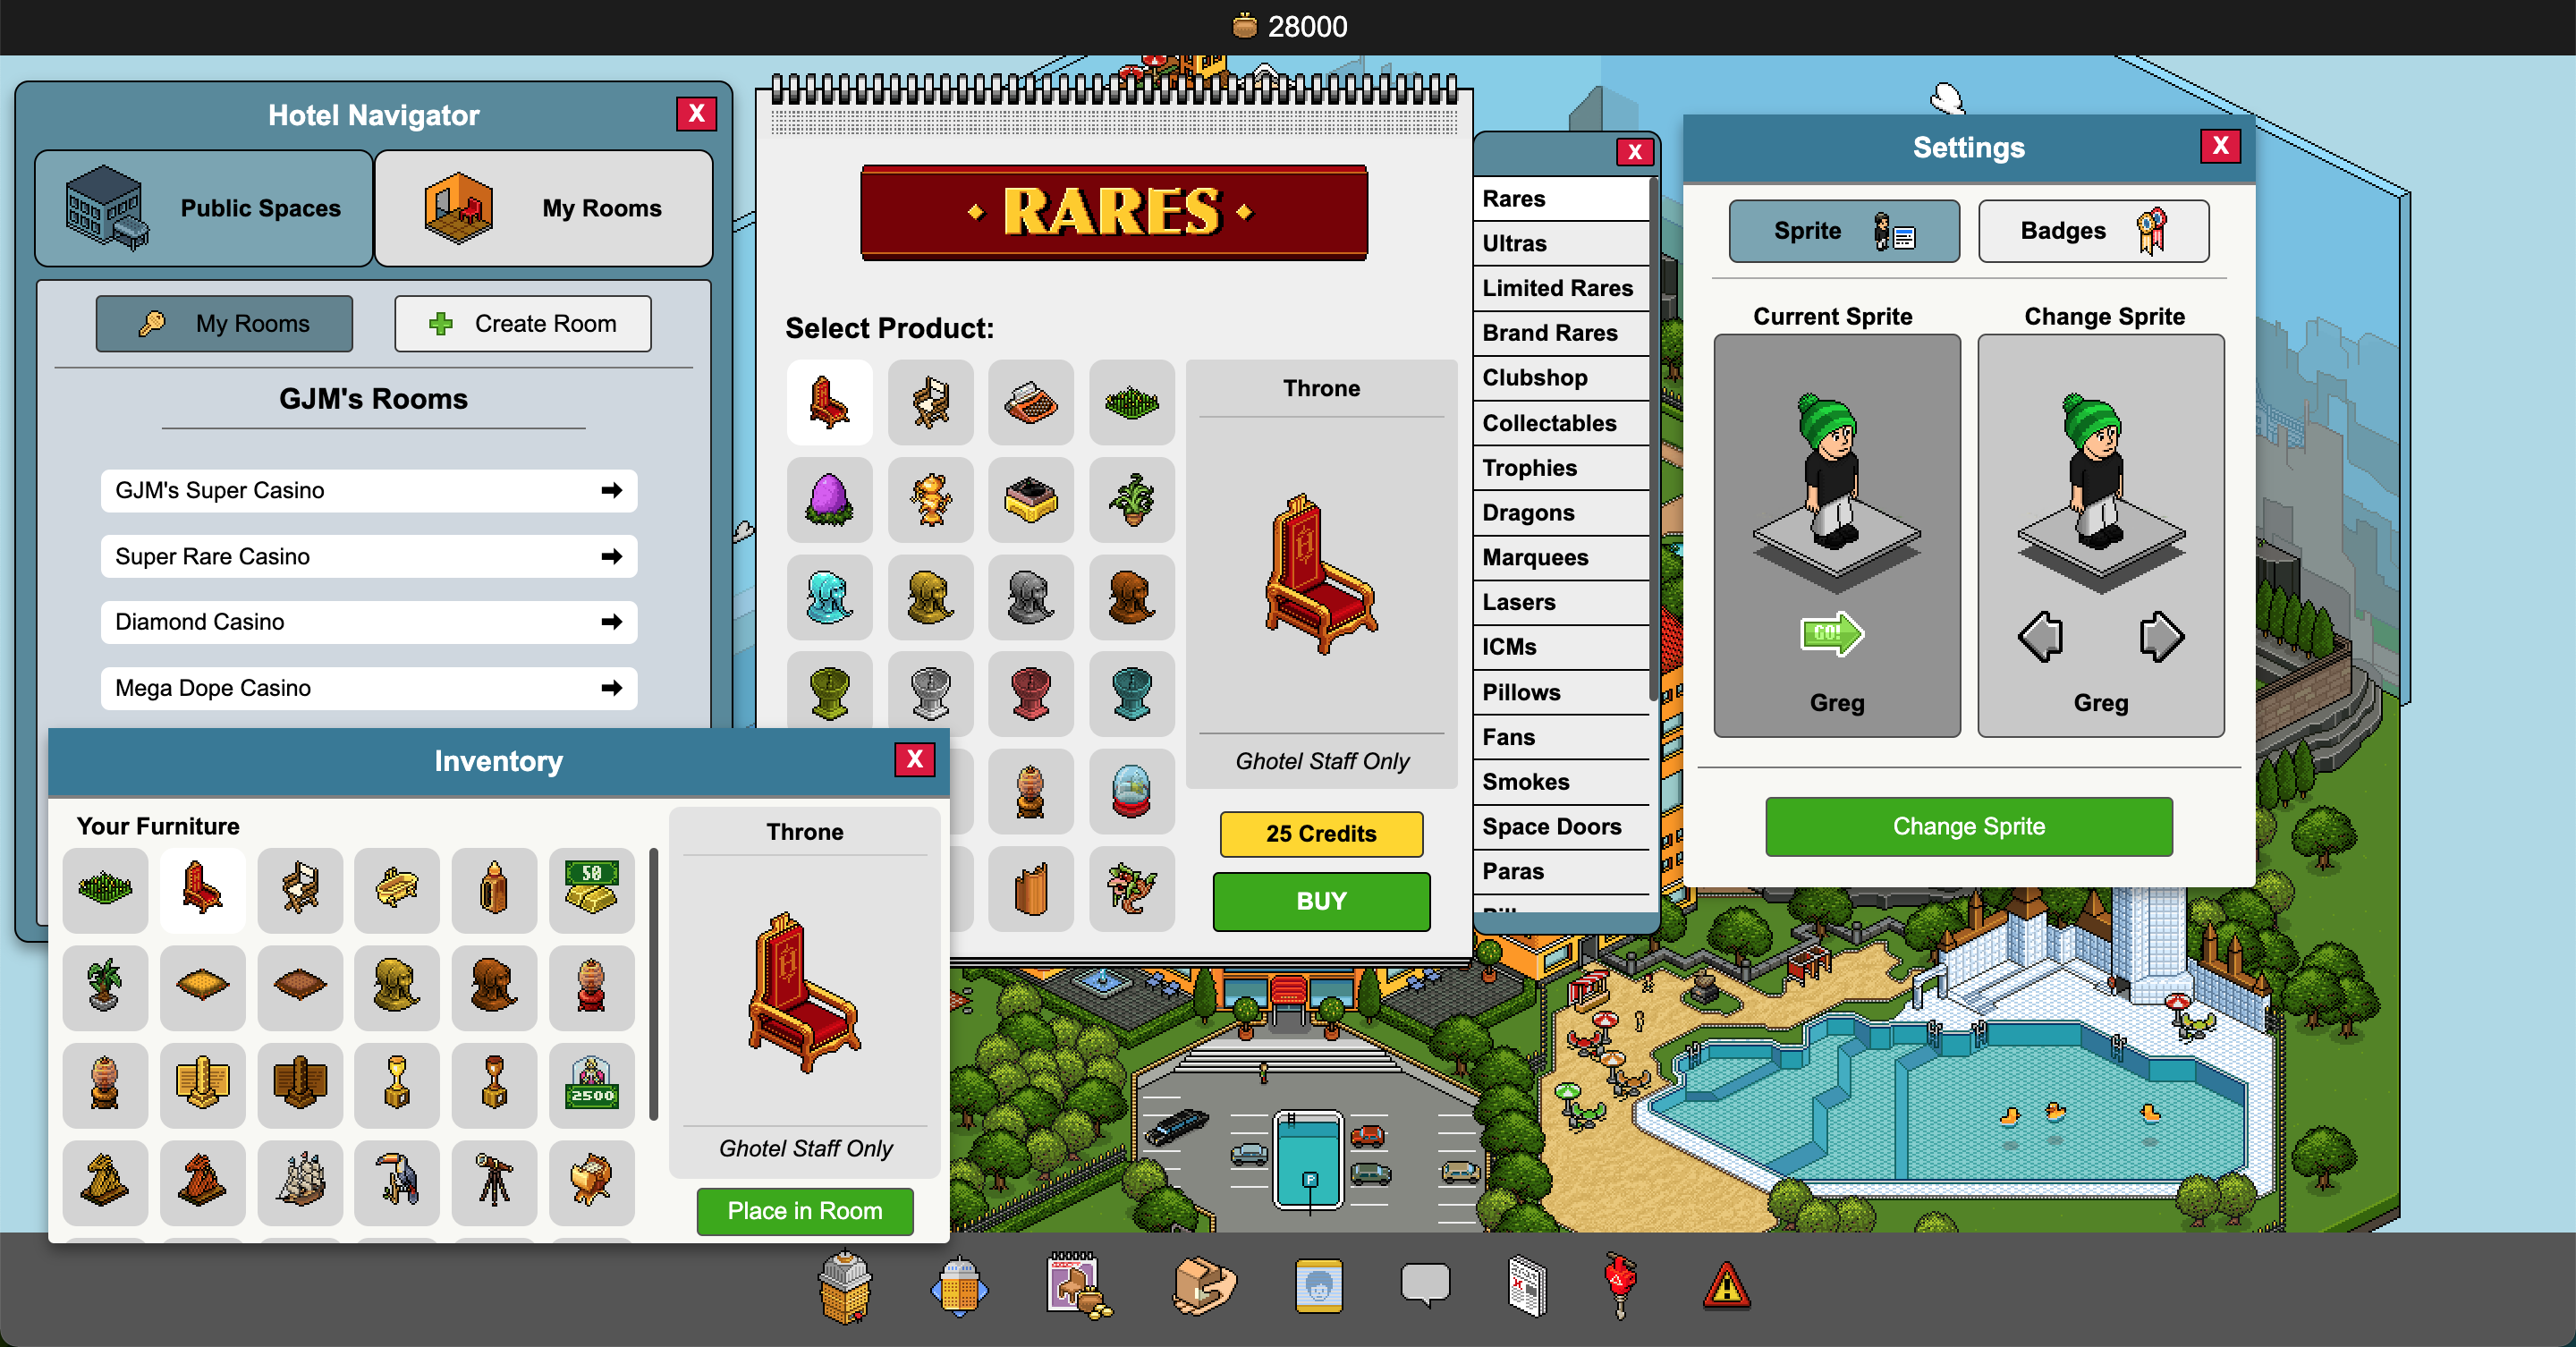 28000
Hotel Navigator
X
Public Spaces
My Rooms
My Rooms
Create Room
GJM's Rooms
GJM's Super Casino
Super Rare Casino
Diamond Casino
Mega Dope Casino
RARES
Select Product:
Throne
Ghotel Staff Only
25 Credits
BUY
X
Rares
Ultras
Limited Rares
Brand Rares
Clubshop
Collectables
Trophies
Dragons
Marquees
Lasers
ICMs
Pillows
Fans
Smokes
Space Doors
Paras
Settings
X
Sprite
Badges
Current Sprite
Change Sprite
GO!
Greg
Greg
Change Sprite
Inventory
X
Your Furniture
50
2500
Throne
H
Ghotel Staff Only
Place in Room
P